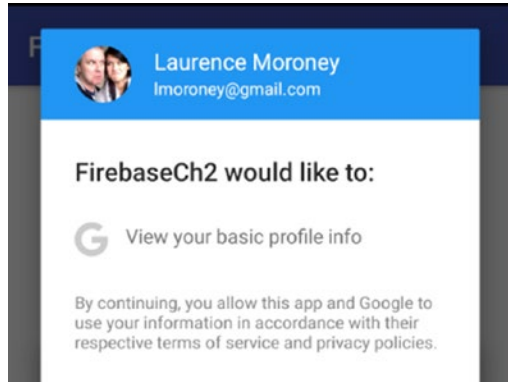 F
Laurence Moroney
lmoroney@gmail.com
FirebaseCh2 would like to:
G View your basic profile info
By continuing, you allow this app and Google to
use your information in accordance with their
respective terms of service and privacy policies.